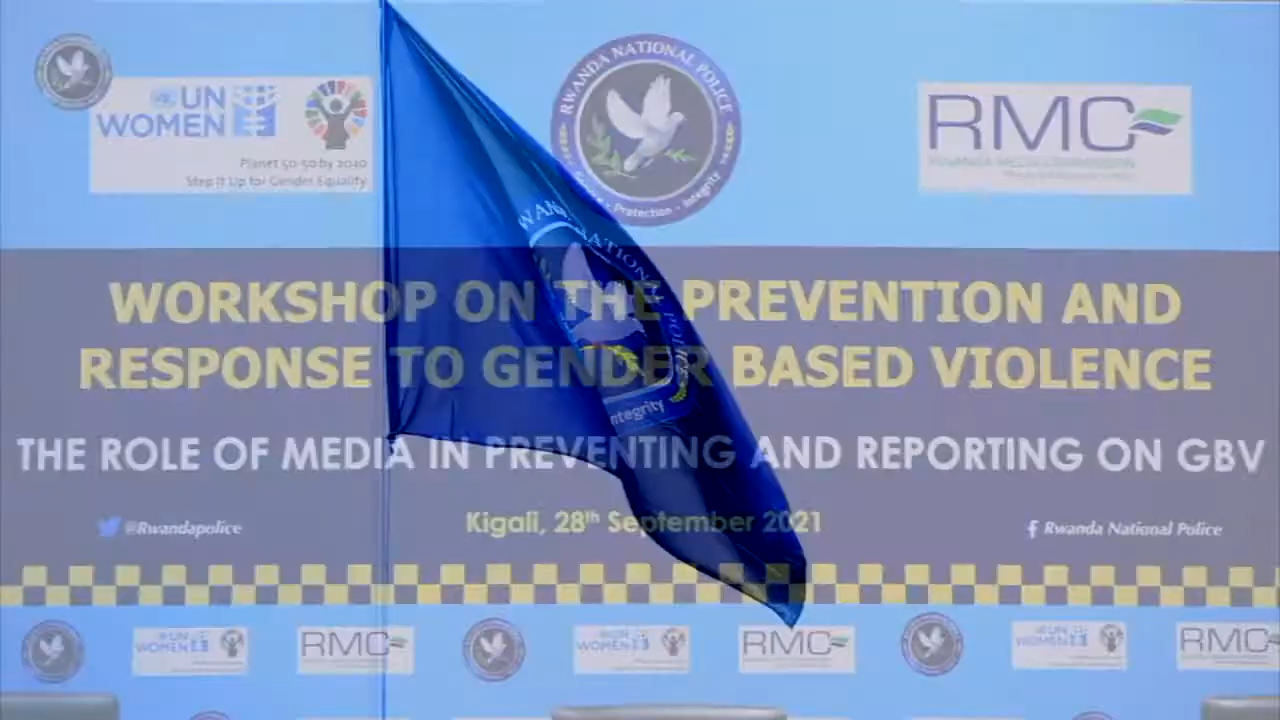 UN
WOMEN
Planet 50-50 by 2030
Step It Up for Gender Equality
RWANDA NATIONAL POLICE
Protection - Integrity
RMC
WORKSHOP ON THE PREVENTION AND
RESPONSE TO GENDER BASED VIOLENCE
THE ROLE OF MEDIA IN PREVENTING AND REPORTING ON GBV
@Rwandapolice
Kigali, 28th September 2021
Rwanda National Police
NATIONAL
Integrity
UN
WOMEN
RMC
UN
WOMEN
RMC
UN
WOMEN
RMC